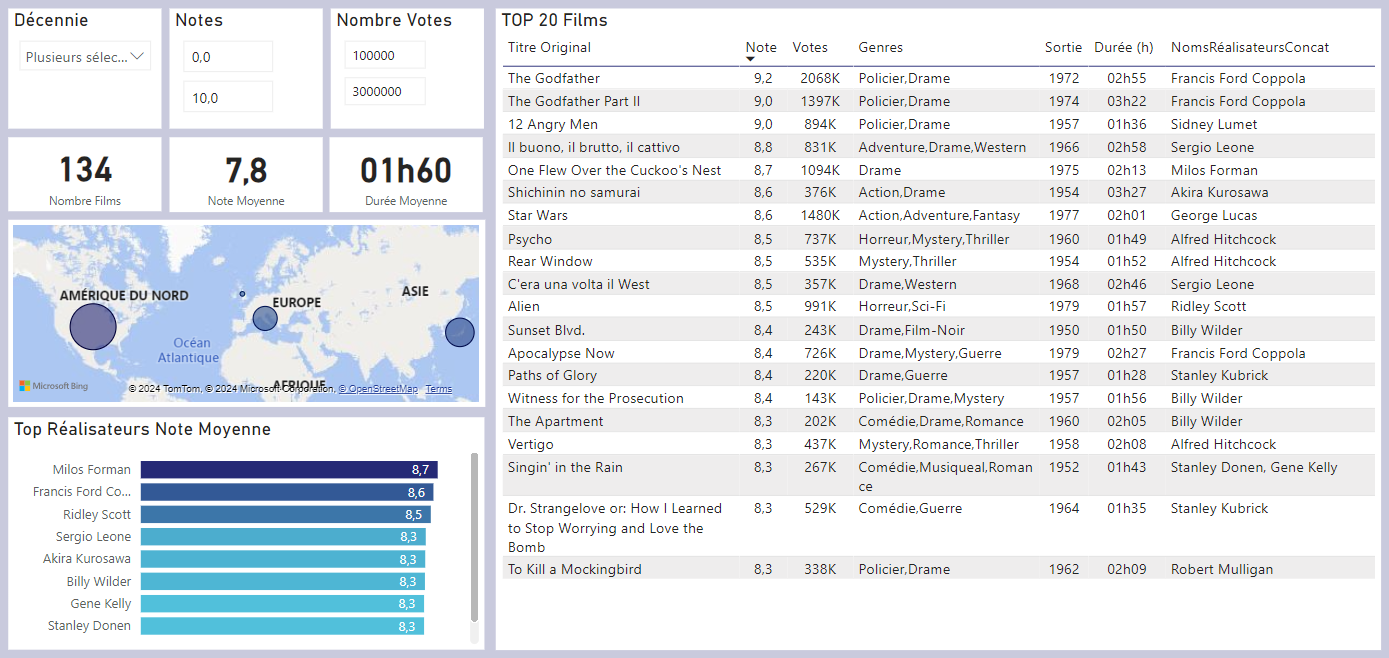 Décennie
Plusieurs sélec...
Notes
0,0
10,0
Nombre Votes
100000
3000000
134
Nombre Films
7,8
Note Moyenne
01h60
Durée Moyenne
AMÉRIQUE DU NORD
EUROPE
ASIE
Océan
Atlantique
AFRIQUE
Microsoft Bing
© 2024 TomTom, © 2024 Microsoft Corporation, © OpenStreetMap Terms
Top Réalisateurs Note Moyenne
Milos Forman 8,7
Francis Ford Co... 8,6
Ridley Scott 8,5
Sergio Leone 8,3
Akira Kurosawa 8,3
Billy Wilder 8,3
Gene Kelly 8,3
Stanley Donen 8,3
TOP 20 Films
Titre Original Note Votes Genres Sortie Durée (h) NomsRéalisateursConcat
The Godfather 9,2 2068K Policier,Drame 1972 02h55 Francis Ford Coppola
The Godfather Part II 9,0 1397K Policier,Drame 1974 03h22 Francis Ford Coppola
12 Angry Men 9,0 894K Policier,Drame 1957 01h36 Sidney Lumet
Il buono, il brutto, il cattivo 8,8 831K Adventure,Drame,Western 1966 02h58 Sergio Leone
One Flew Over the Cuckoo's Nest 8,7 1094K Drame 1975 02h13 Milos Forman
Shichinin no samurai 8,6 376K Action,Drame 1954 03h27 Akira Kurosawa
Star Wars 8,6 1480K Action,Adventure,Fantasy 1977 02h01 George Lucas
Psycho 8,5 737K Horreur,Mystery,Thriller 1960 01h49 Alfred Hitchcock
Rear Window 8,5 535K Mystery,Thriller 1954 01h52 Alfred Hitchcock
C'era una volta il West 8,5 357K Drame,Western 1968 02h46 Sergio Leone
Alien 8,5 991K Horreur,Sci-Fi 1979 01h57 Ridley Scott
Sunset Blvd. 8,4 243K Drame,Film-Noir 1950 01h50 Billy Wilder
Apocalypse Now 8,4 726K Drame,Mystery,Guerre 1979 02h27 Francis Ford Coppola
Paths of Glory 8,4 220K Drame,Guerre 1957 01h28 Stanley Kubrick
Witness for the Prosecution 8,4 143K Policier,Drame,Mystery 1957 01h56 Billy Wilder
The Apartment 8,3 202K Comédie,Drame,Romance 1960 02h05 Billy Wilder
Vertigo 8,3 437K Mystery,Romance,Thriller 1958 02h08 Alfred Hitchcock
Singin' in the Rain 8,3 267K Comédie,Musiqueal,Roman 1952 01h43 Stanley Donen, Gene Kelly
ce
Dr. Strangelove or: How I Learned 8,3 529K Comédie,Guerre 1964 01h35 Stanley Kubrick
to Stop Worrying and Love the
Bomb
To Kill a Mockingbird 8,3 338K Policier,Drame 1962 02h09 Robert Mulligan